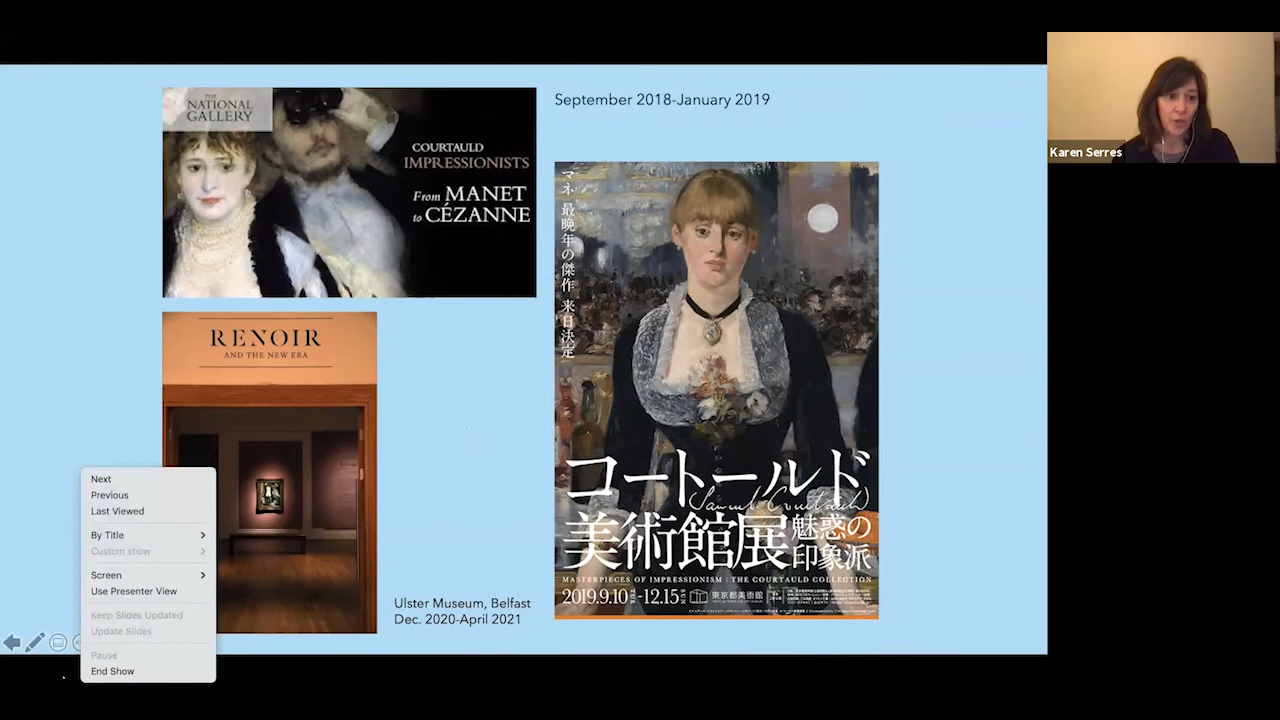 THE
NATIONAL
GALLERY
COURTAULD
IMPRESSIONISTS
From MANET
to CÉZANNE
September 2018-January 2019
Karen Serres
RENOIR
AND THE NEW ERA
マネ 最晩年の傑作 来日決定
コートールド
美術館展
魅惑の
印象派
MASTERPIECES OF IMPRESSIONISM : THE COURTAULD COLLECTION
2019.9.10 TUE -12.15 SUN
東京都美術館
Ulster Museum, Belfast
Dec. 2020-April 2021
Next
Previous
Last Viewed
By Title
Custom show
Screen
Use Presenter View
Keep Slides Updated
Update Slides
Pause
End Show